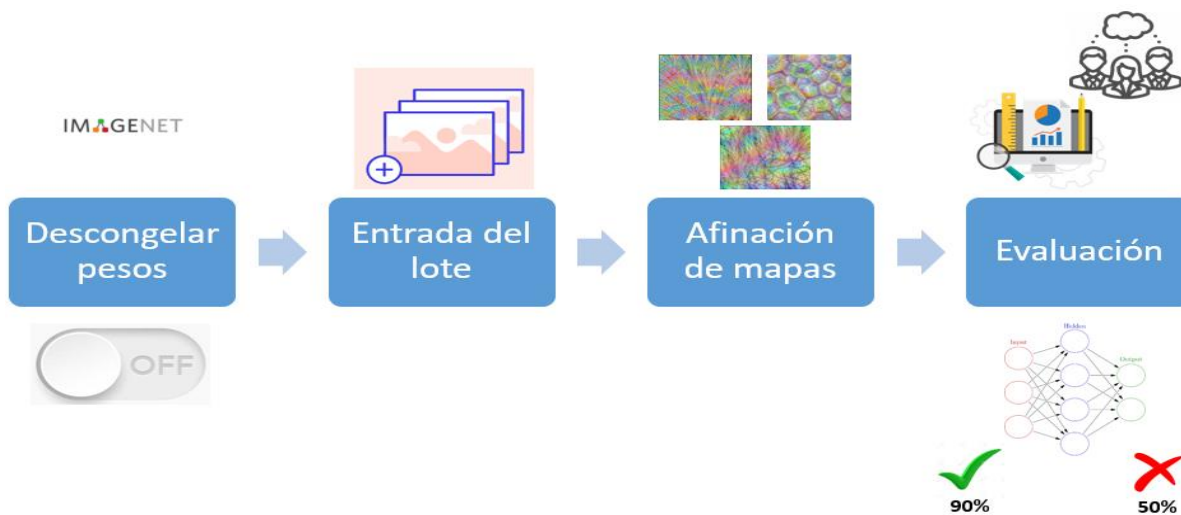 IMAGENET
Descongelar
pesos
Entrada del
lote
Afinación
de mapas
Evaluación
OFF
Input
Hidden
Output
90%
50%